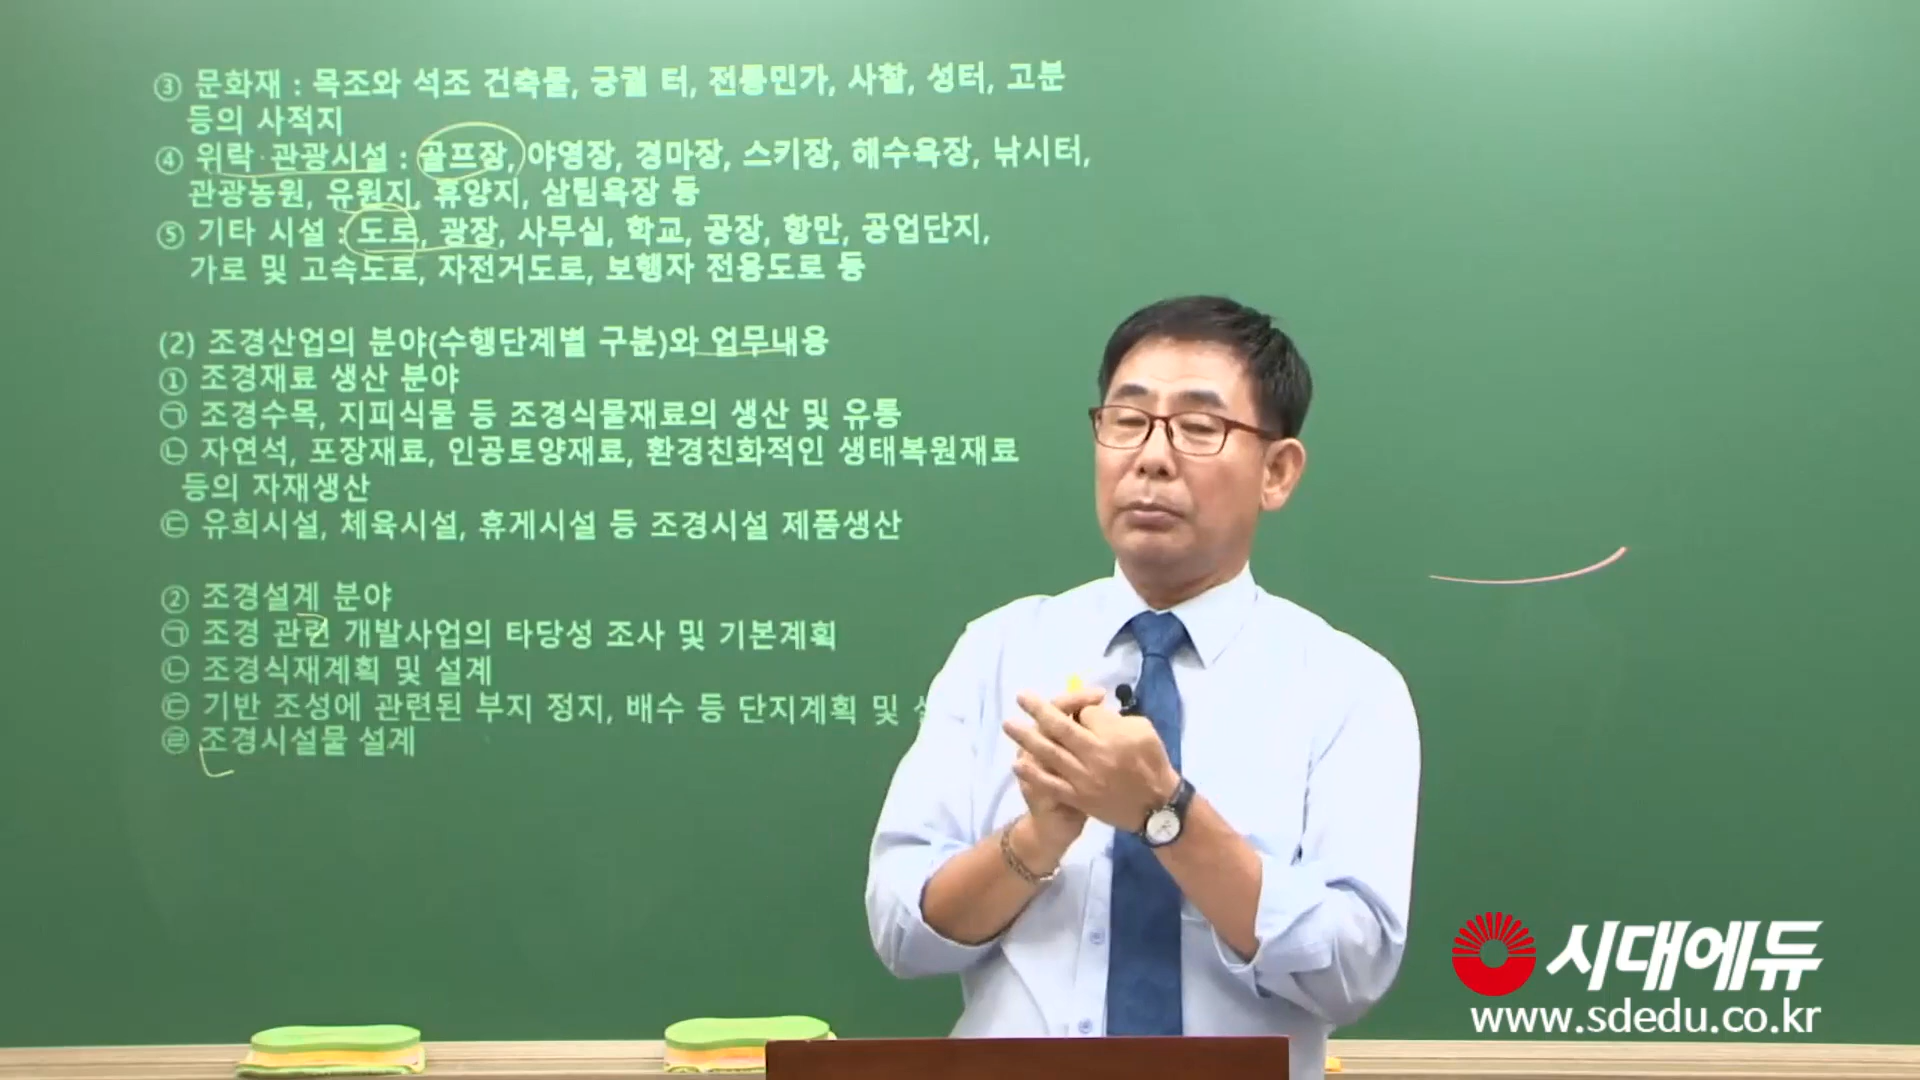 ③ 문화재 : 목조와 석조 건축물, 궁궐 터, 전통민가, 사찰, 성터, 고분
등의 사적지
④ 위락·관광시설 : 골프장, 야영장, 경마장, 스키장, 해수욕장, 낚시터,
관광농원, 유원지, 휴양지, 삼림욕장 등
⑤ 기타 시설 : 도로, 광장, 사무실, 학교, 공장, 항만, 공업단지,
가로 및 고속도로, 자전거도로, 보행자 전용도로 등
(2) 조경산업의 분야(수행단계별 구분)와 업무내용
① 조경재료 생산 분야
㉠ 조경수목, 지피식물 등 조경식물재료의 생산 및 유통
㉡ 자연석, 포장재료, 인공토양재료, 환경친화적인 생태복원재료
등의 자재생산
㉢ 유희시설, 체육시설, 휴게시설 등 조경시설 제품생산
② 조경설계 분야
㉠ 조경 관련 개발사업의 타당성 조사 및 기본계획
㉡ 조경식재계획 및 설계
㉢ 기반 조성에 관련된 부지 정지, 배수 등 단지계획 및
㉣ 조경시설물 설계
시대에듀
www.sdedu.co.kr